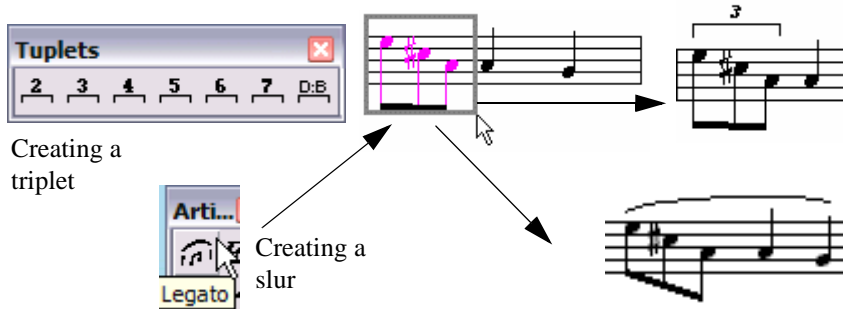 Tuplets
2 3 4 5 6 7 D:B
Creating a
triplet
3
Arti...
Legato
Creating a
slur